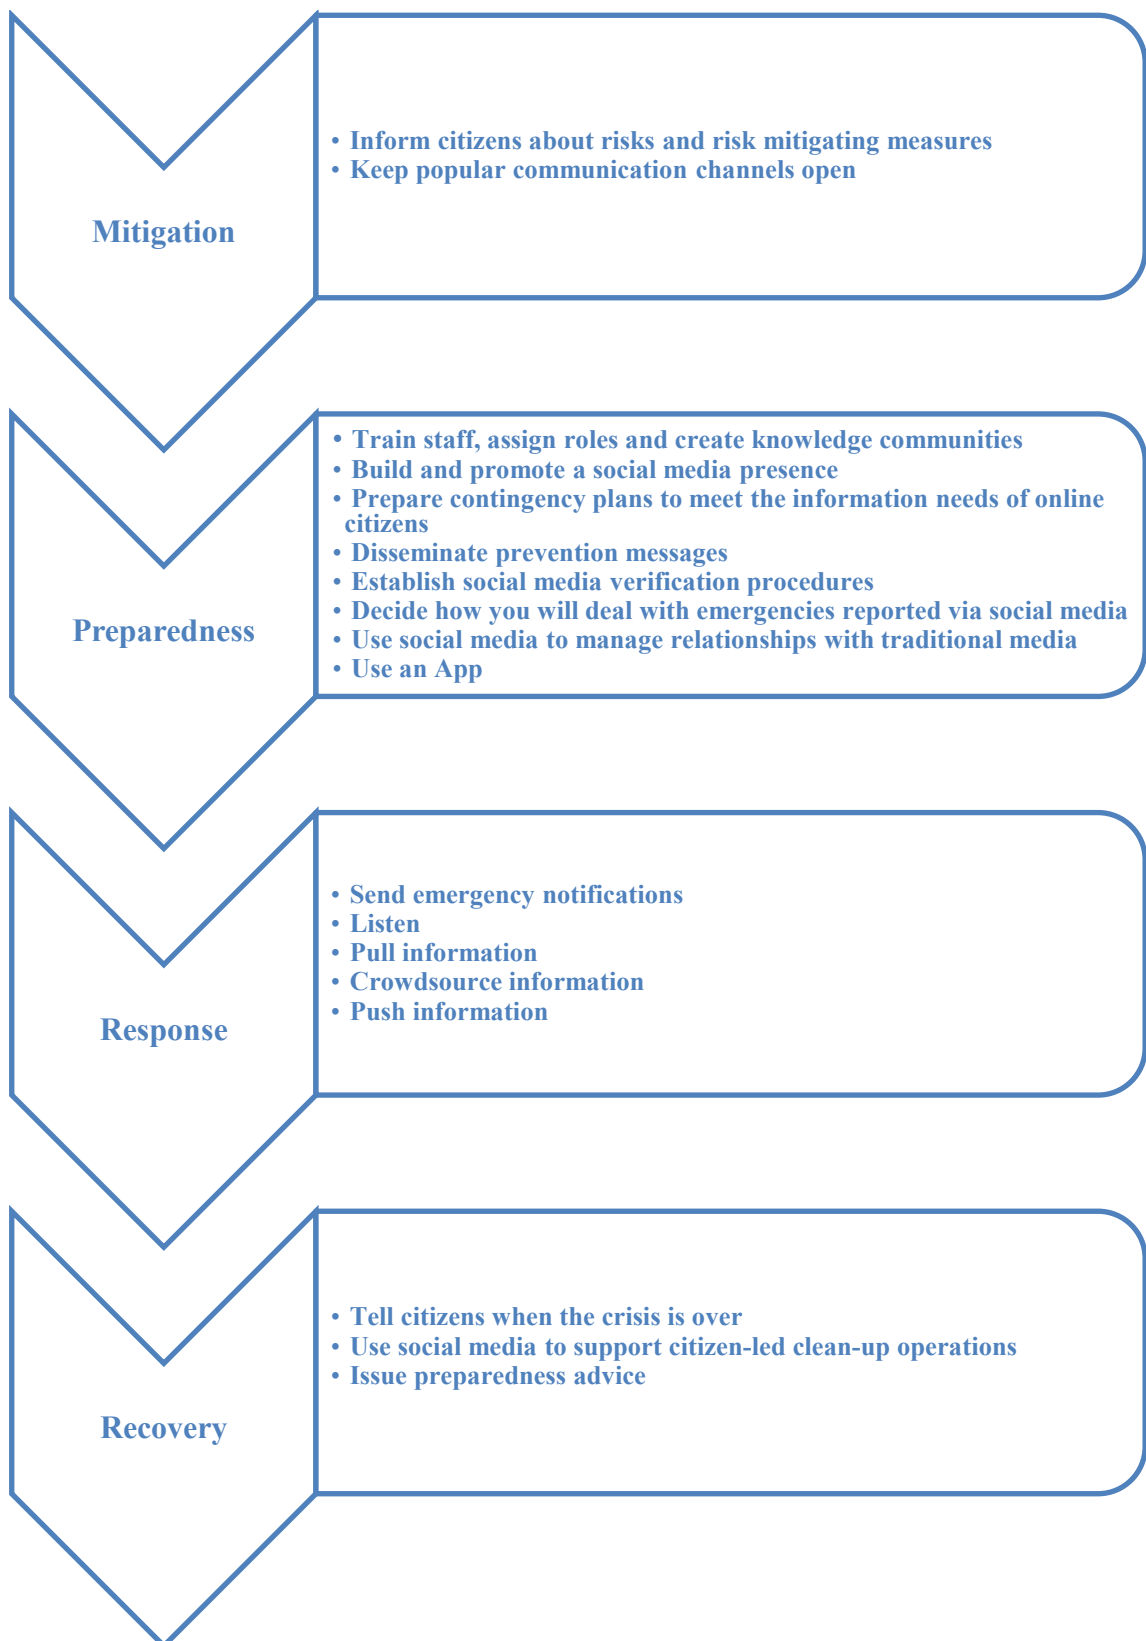 Mitigation
• Inform citizens about risks and risk mitigating measures
• Keep popular communication channels open
Preparedness
• Train staff, assign roles and create knowledge communities
• Build and promote a social media presence
• Prepare contingency plans to meet the information needs of online
citizens
• Disseminate prevention messages
• Establish social media verification procedures
• Decide how you will deal with emergencies reported via social media
• Use social media to manage relationships with traditional media
• Use an App
Response
• Send emergency notifications
• Listen
• Pull information
• Crowdsource information
• Push information
Recovery
• Tell citizens when the crisis is over
• Use social media to support citizen-led clean-up operations
• Issue preparedness advice